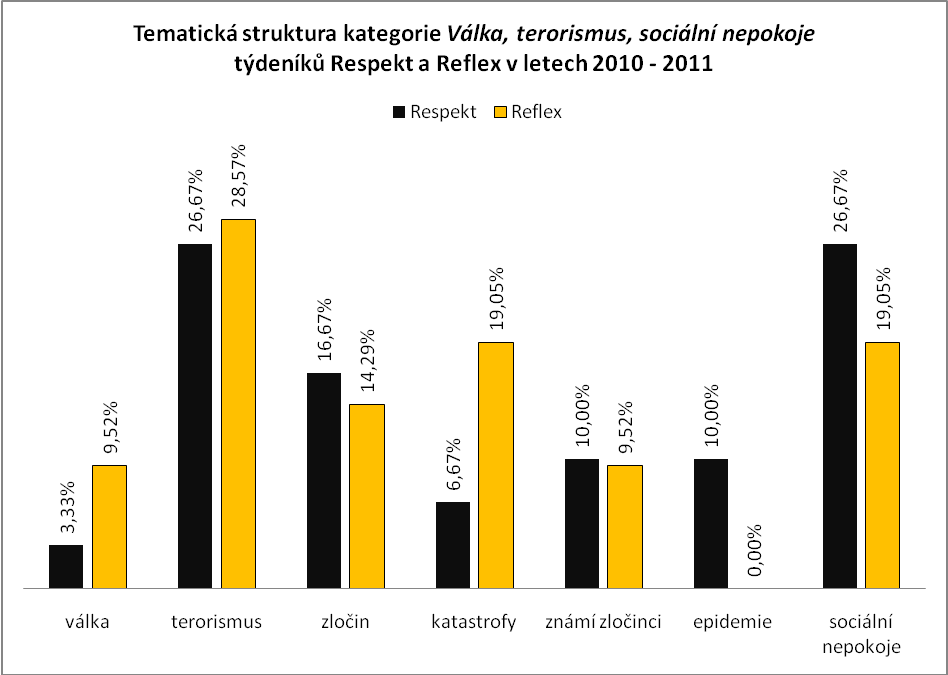 Tematická struktura kategorie Válka, terorismus, sociální nepokoje
týdeníků Respekt a Reflex v letech 2010 - 2011
Respekt Reflex
3,33% 9,52% 26,67% 28,57% 16,67% 14,29% 6,67% 19,05% 10,00% 9,52% 10,00% 0,00% 26,67% 19,05%
válka terorismus zločin katastrofy známí zločinci epidemie sociální
nepokoje